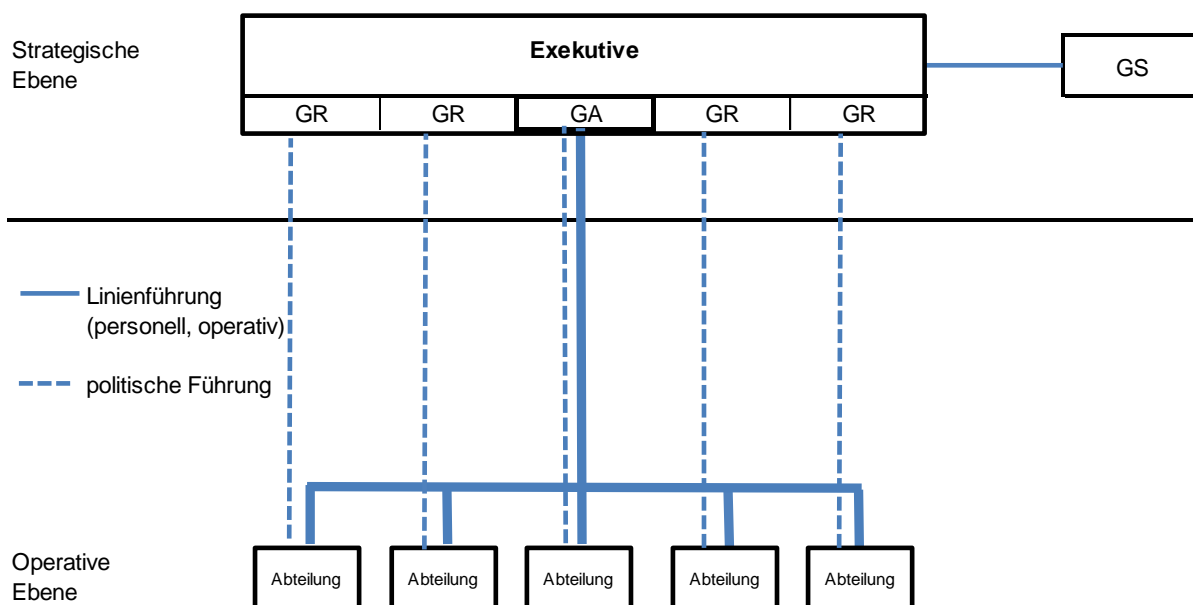 Strategische
Ebene
Exekutive
GS
GR
GR
GA
GR
GR
Linienführung
(personell, operativ)
politische Führung
Operative
Ebene
Abteilung
Abteilung
Abteilung
Abteilung
Abteilung